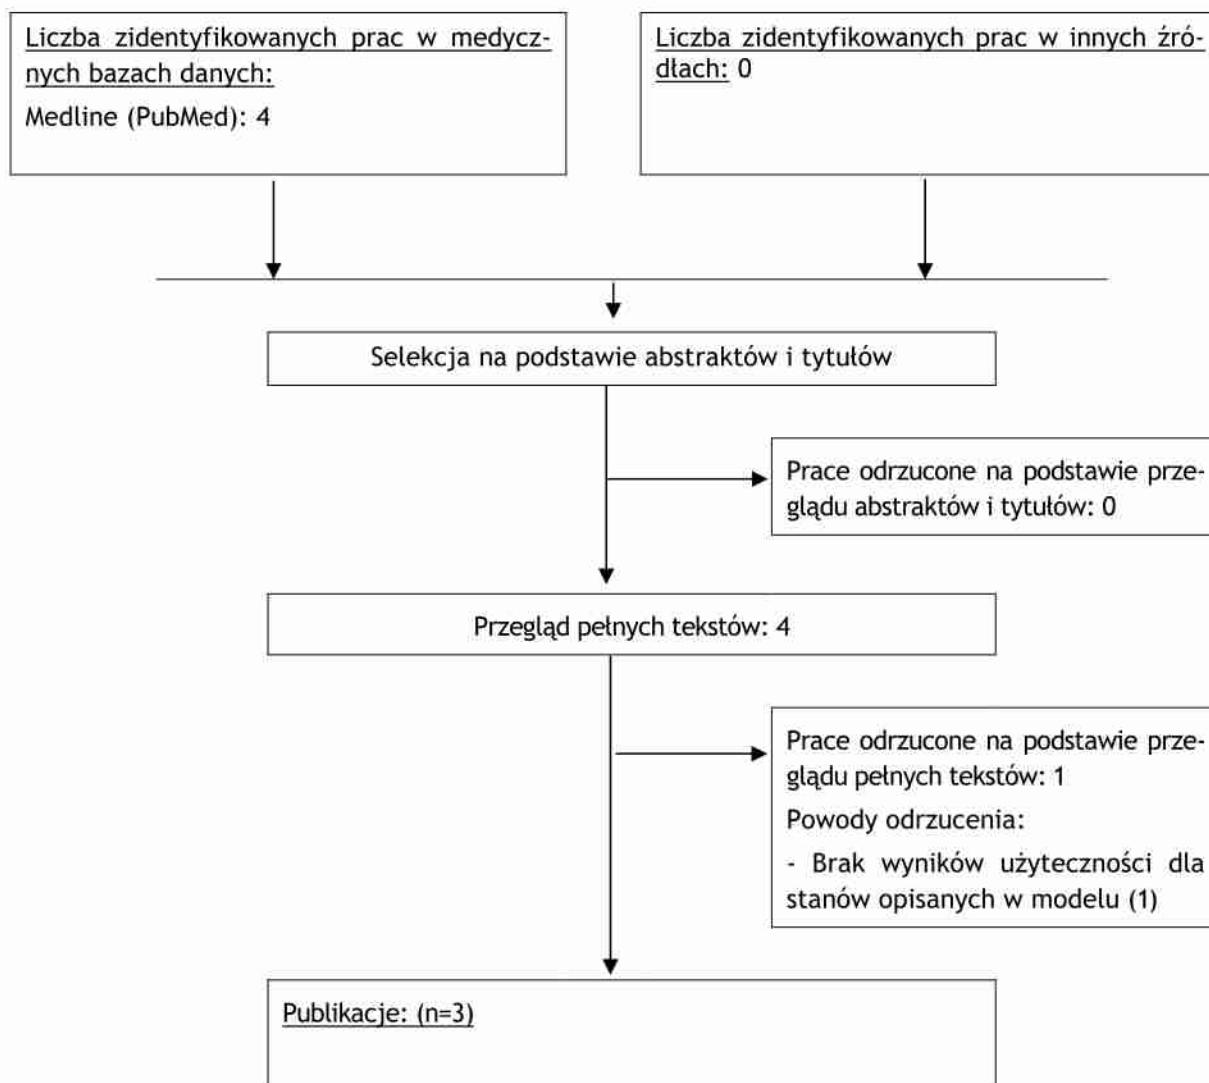 Liczba zidentyfikowanych prac w medycz-
nych bazach danych:
Medline (PubMed): 4
Liczba zidentyfikowanych prac w innych źró-
dłach: 0
Selekcja na podstawie abstraktów i tytułów
Prace odrzucone na podstawie prze-
glądu abstraktów i tytułów: 0
Przegląd pełnych tekstów: 4
Prace odrzucone na podstawie prze-
glądu pełnych tekstów: 1
Powody odrzucenia:
- Brak wyników użyteczności dla
stanów opisanych w modelu (1)
Publikacje: (n=3)